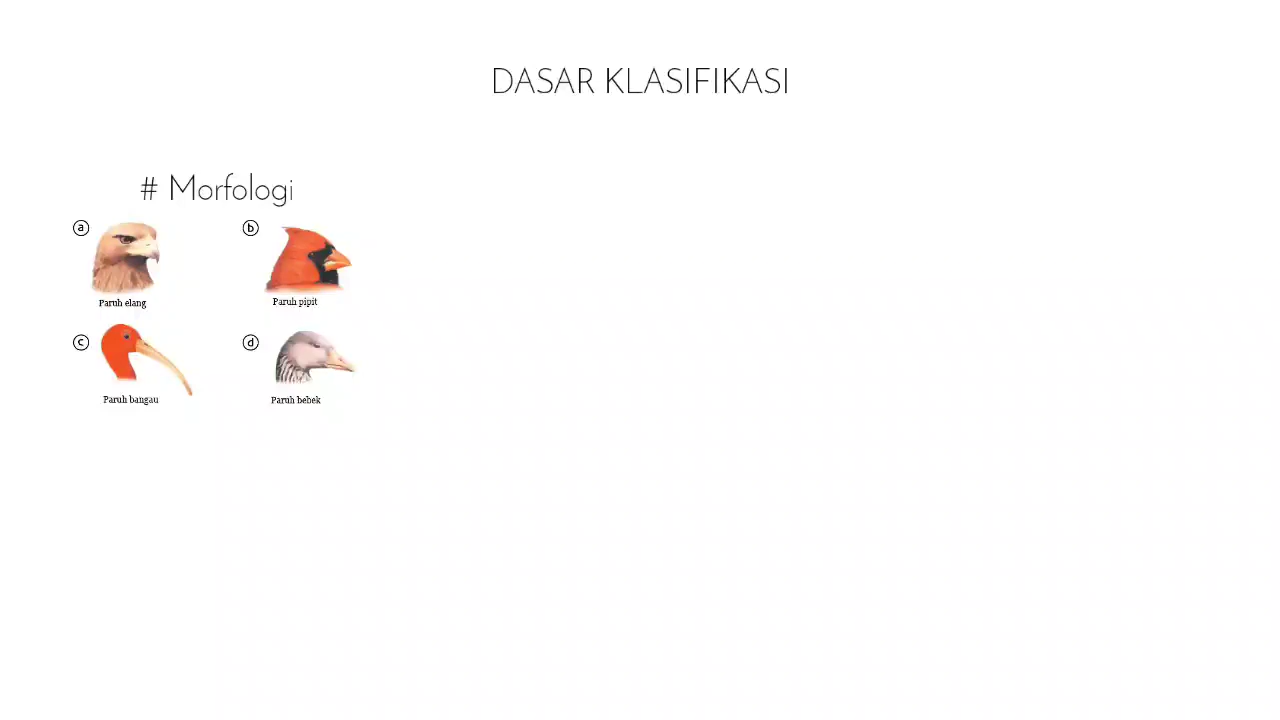 DASAR KLASIFIKASI
# Morfologi
a
b
Paruh elang
Paruh pipit
c
d
Paruh bangau
Paruh bebek